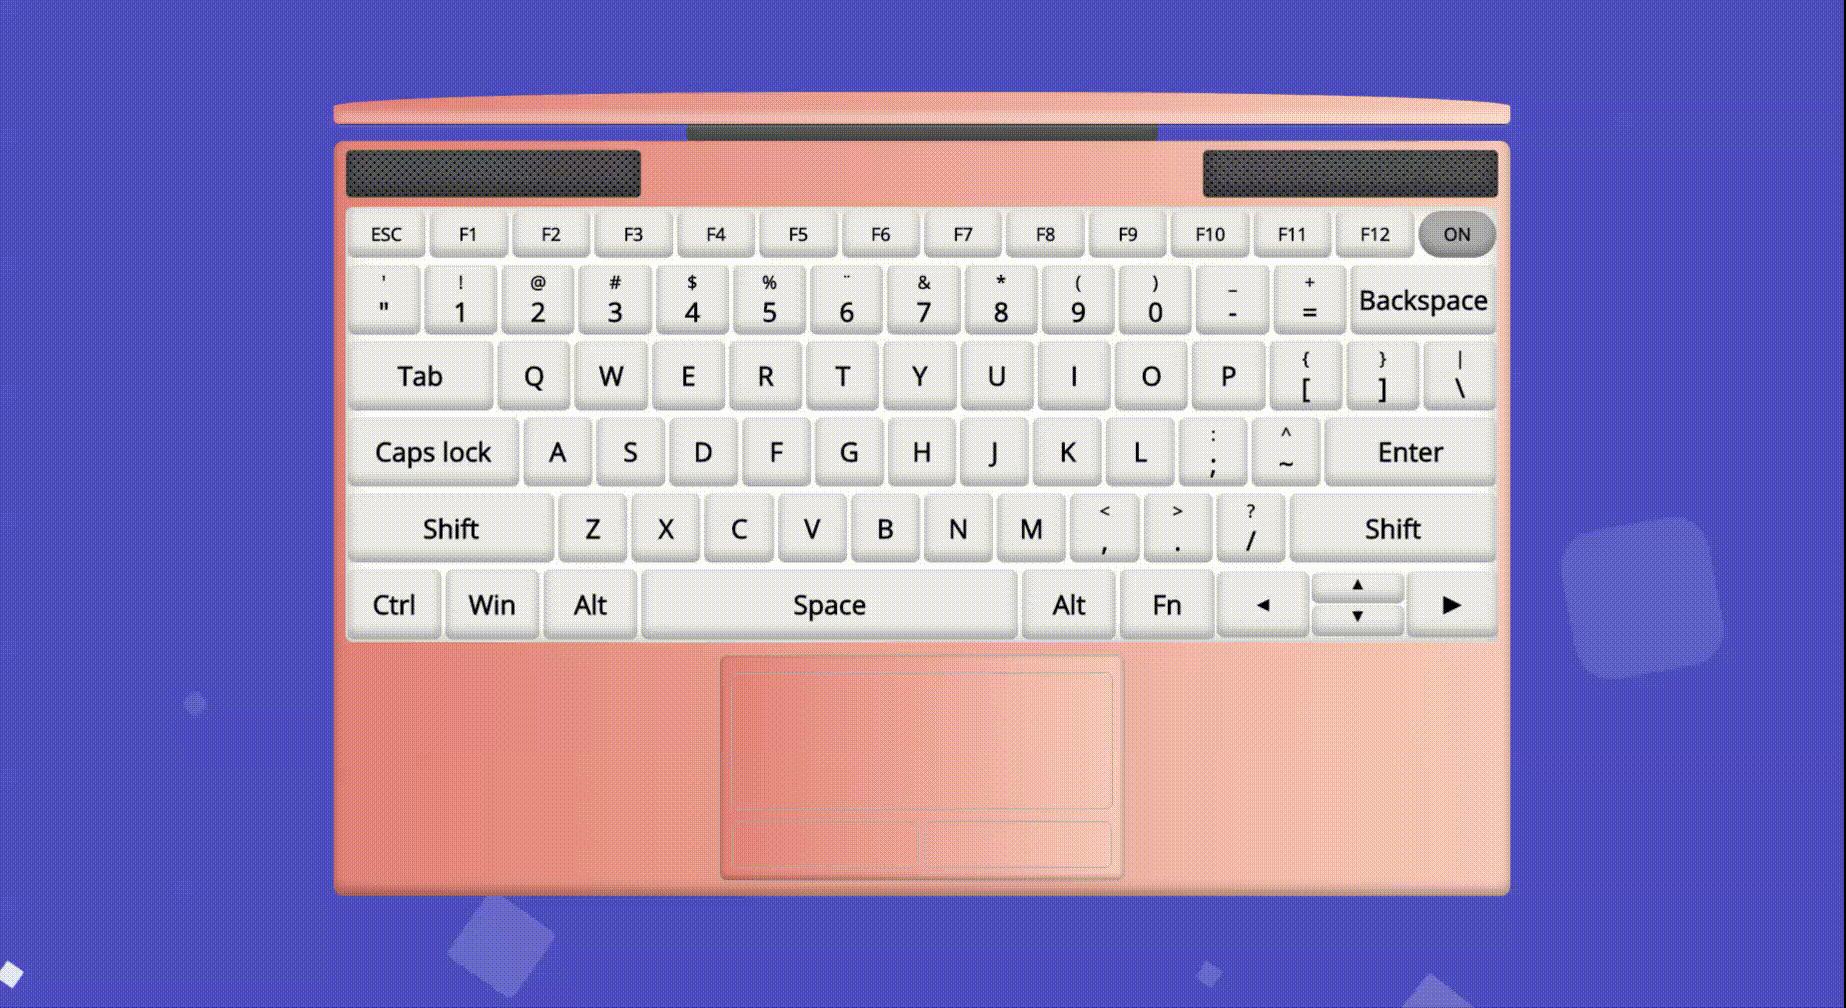 ESC F1 F2 F3 F4 F5 F6 F7 F8 F9 F10 F11 F12 ON
' ! @ # $ % ¨ & * ( ) _ +
" 1 2 3 4 5 6 7 8 9 0 - = Backspace
{ } |
Tab Q W E R T Y U I O P [ ] \
: ^
Caps lock A S D F G H J K L ; ~ Enter
< > ?
Shift Z X C V B N M , . / Shift
▲
Ctrl Win Alt Space Alt Fn ◄ ▶
▼